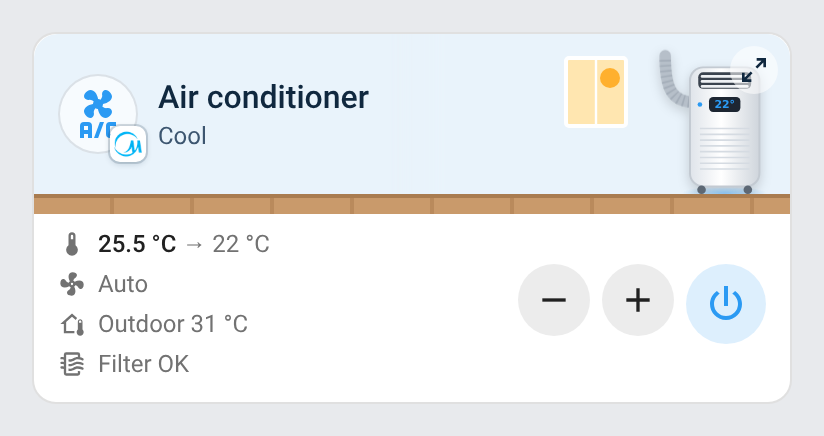 Air conditioner
Cool
A/C
22°
25.5 °C → 22 °C
Auto
Outdoor 31 °C
Filter OK